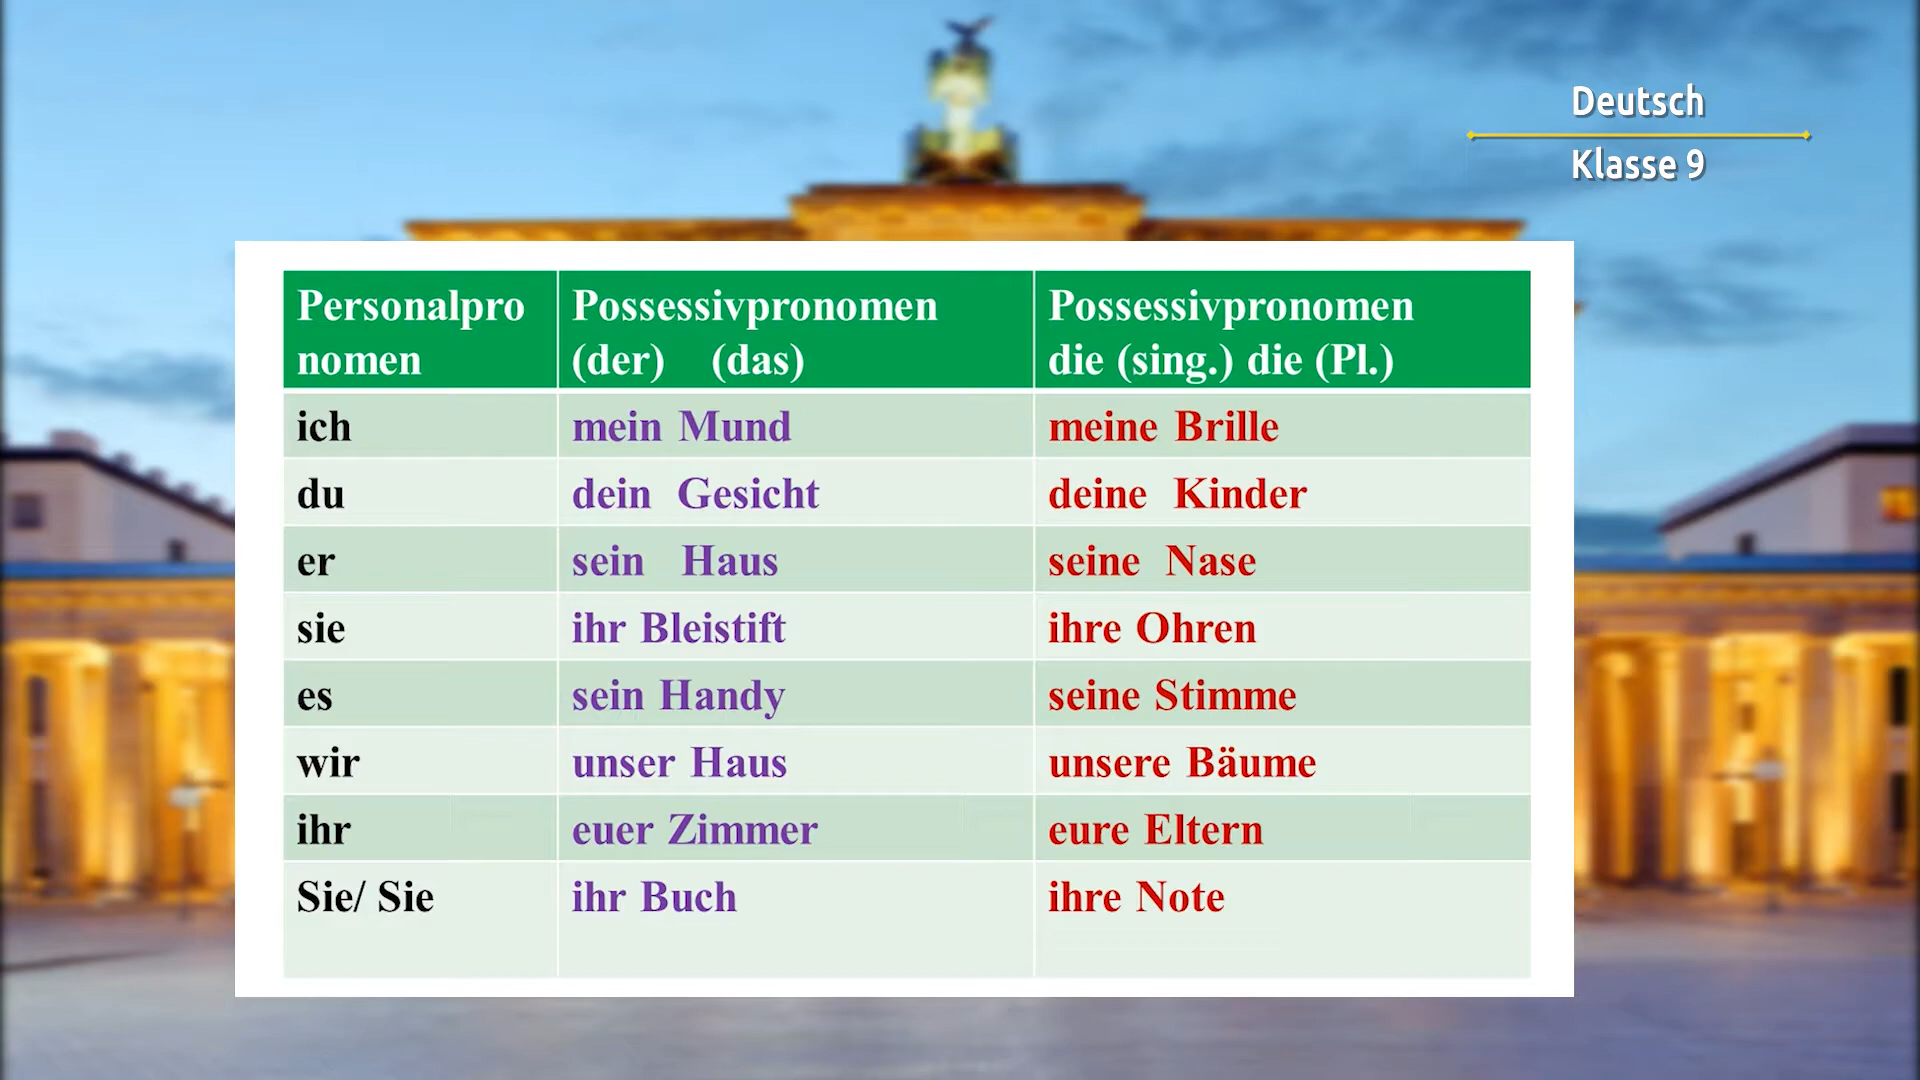 Deutsch
Klasse 9
Personalpro
nomen
Possessivpronomen
(der) (das)
Possessivpronomen
die (sing.) die (Pl.)
ich mein Mund meine Brille
du dein Gesicht deine Kinder
er sein Haus seine Nase
sie ihr Bleistift ihre Ohren
es sein Handy seine Stimme
wir unser Haus unsere Bäume
ihr euer Zimmer eure Eltern
Sie/ Sie ihr Buch ihre Note